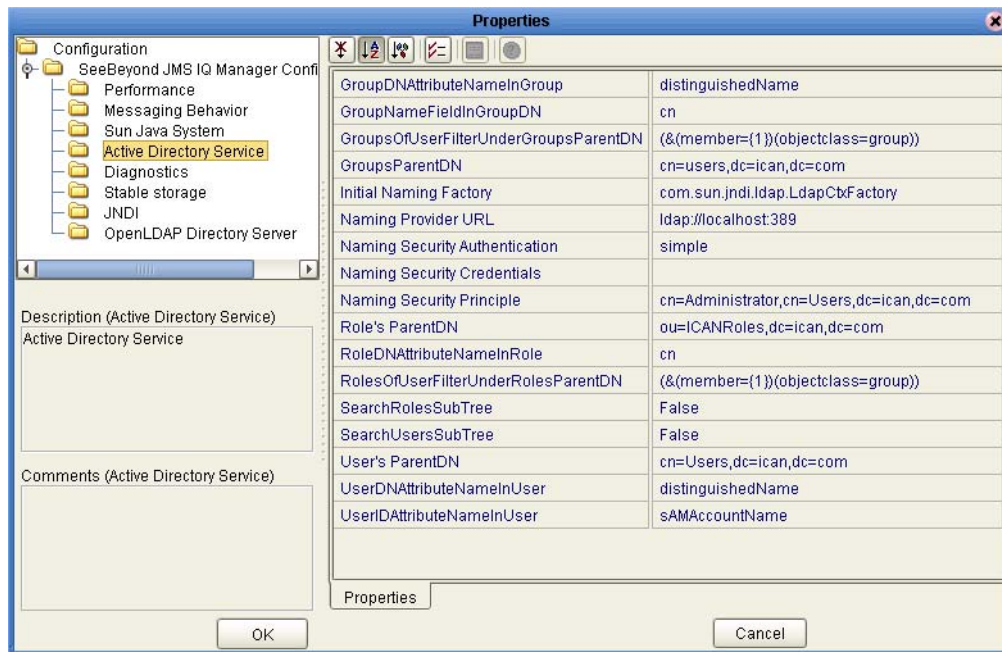 Properties
Configuration
SeeBeyond JMS IQ Manager Confi
Performance
Messaging Behavior
Sun Java System
Active Directory Service
Diagnostics
Stable storage
JNDI
OpenLDAP Directory Server
Description (Active Directory Service)
Active Directory Service
Comments (Active Directory Service)
GroupDNAttributeNameInGroup distinguishedName
GroupNameFieldInGroupDN cn
GroupsOfUserFilterUnderGroupsParentDN (&(member={1})(objectclass=group))
GroupsParentDN cn=users,dc=ican,dc=com
Initial Naming Factory com.sun.jndi.ldap.LdapCtxFactory
Naming Provider URL ldap://localhost:389
Naming Security Authentication simple
Naming Security Credentials
Naming Security Principle cn=Administrator,cn=Users,dc=ican,dc=com
Role's ParentDN ou=ICANRoles,dc=ican,dc=com
RoleDNAttributeNameInRole cn
RolesOfUserFilterUnderRolesParentDN (&(member={1})(objectclass=group))
SearchRolesSubTree False
SearchUsersSubTree False
User's ParentDN cn=Users,dc=ican,dc=com
UserDNAttributeNameInUser distinguishedName
UserIDAttributeNameInUser sAMAccountName
Properties
OK
Cancel